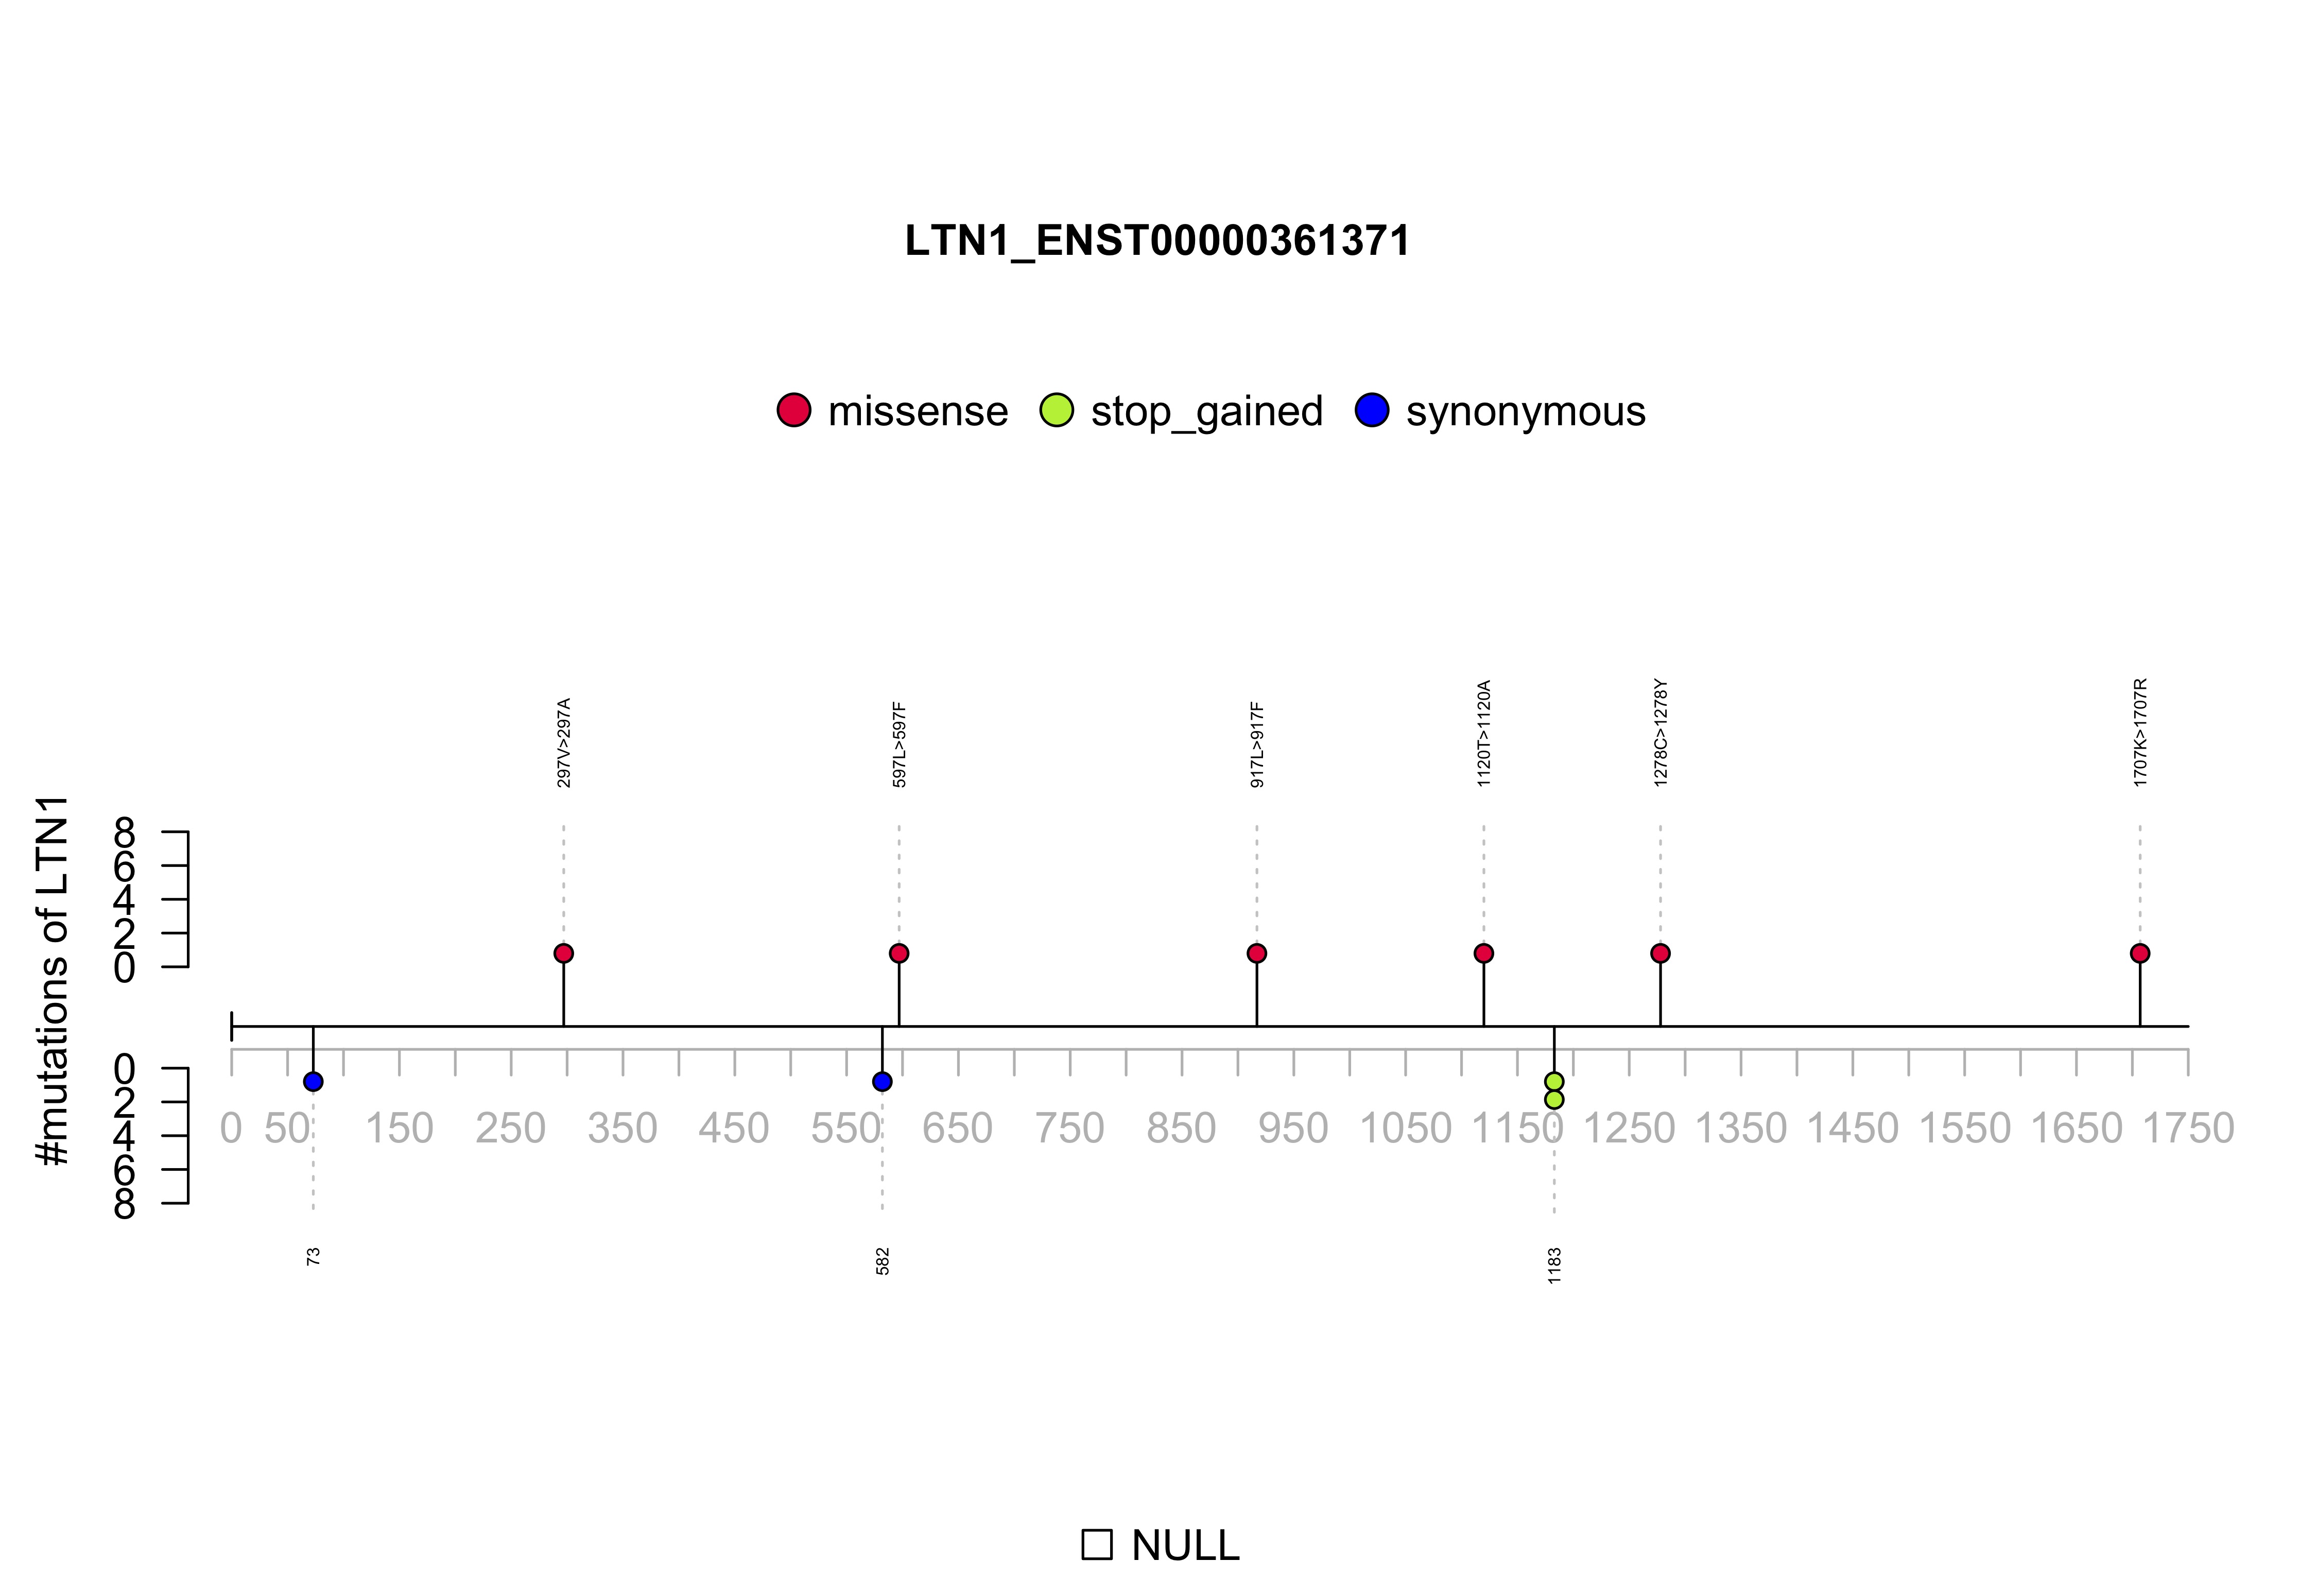 LTN1_ENST00000361371
missense stop_gained synonymous
297V>297A
597L>597F
917L>917F
1120T>1120A
1278C>1278Y
1707K>1707R
#mutations of LTN1
8
6
4
2
0
0
2
4
6
8
0 50 150 250 350 450 550 650 750 850 950 1050 1150 1250 1350 1450 1550 1650 1750
73
582
1183
NULL